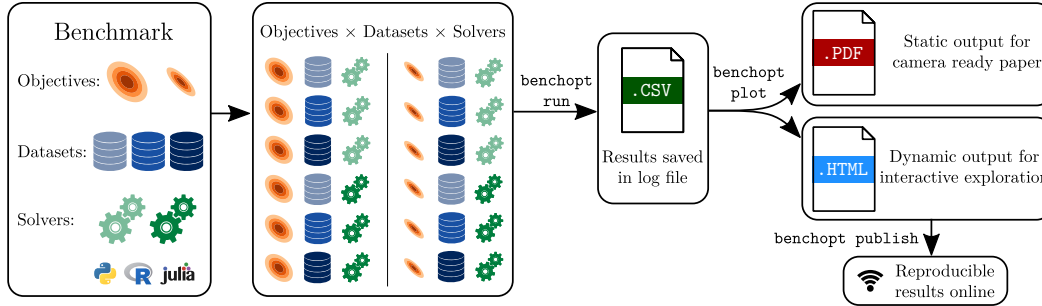 Benchmark
Objectives:
Datasets:
Solvers:
R
julia
Objectives × Datasets × Solvers
benchopt
run
.CSV
Results saved
in log file
benchopt
plot
.PDF
Static output for
camera ready paper
.HTML
Dynamic output for
interactive exploration
benchopt publish
Reproducible
results online